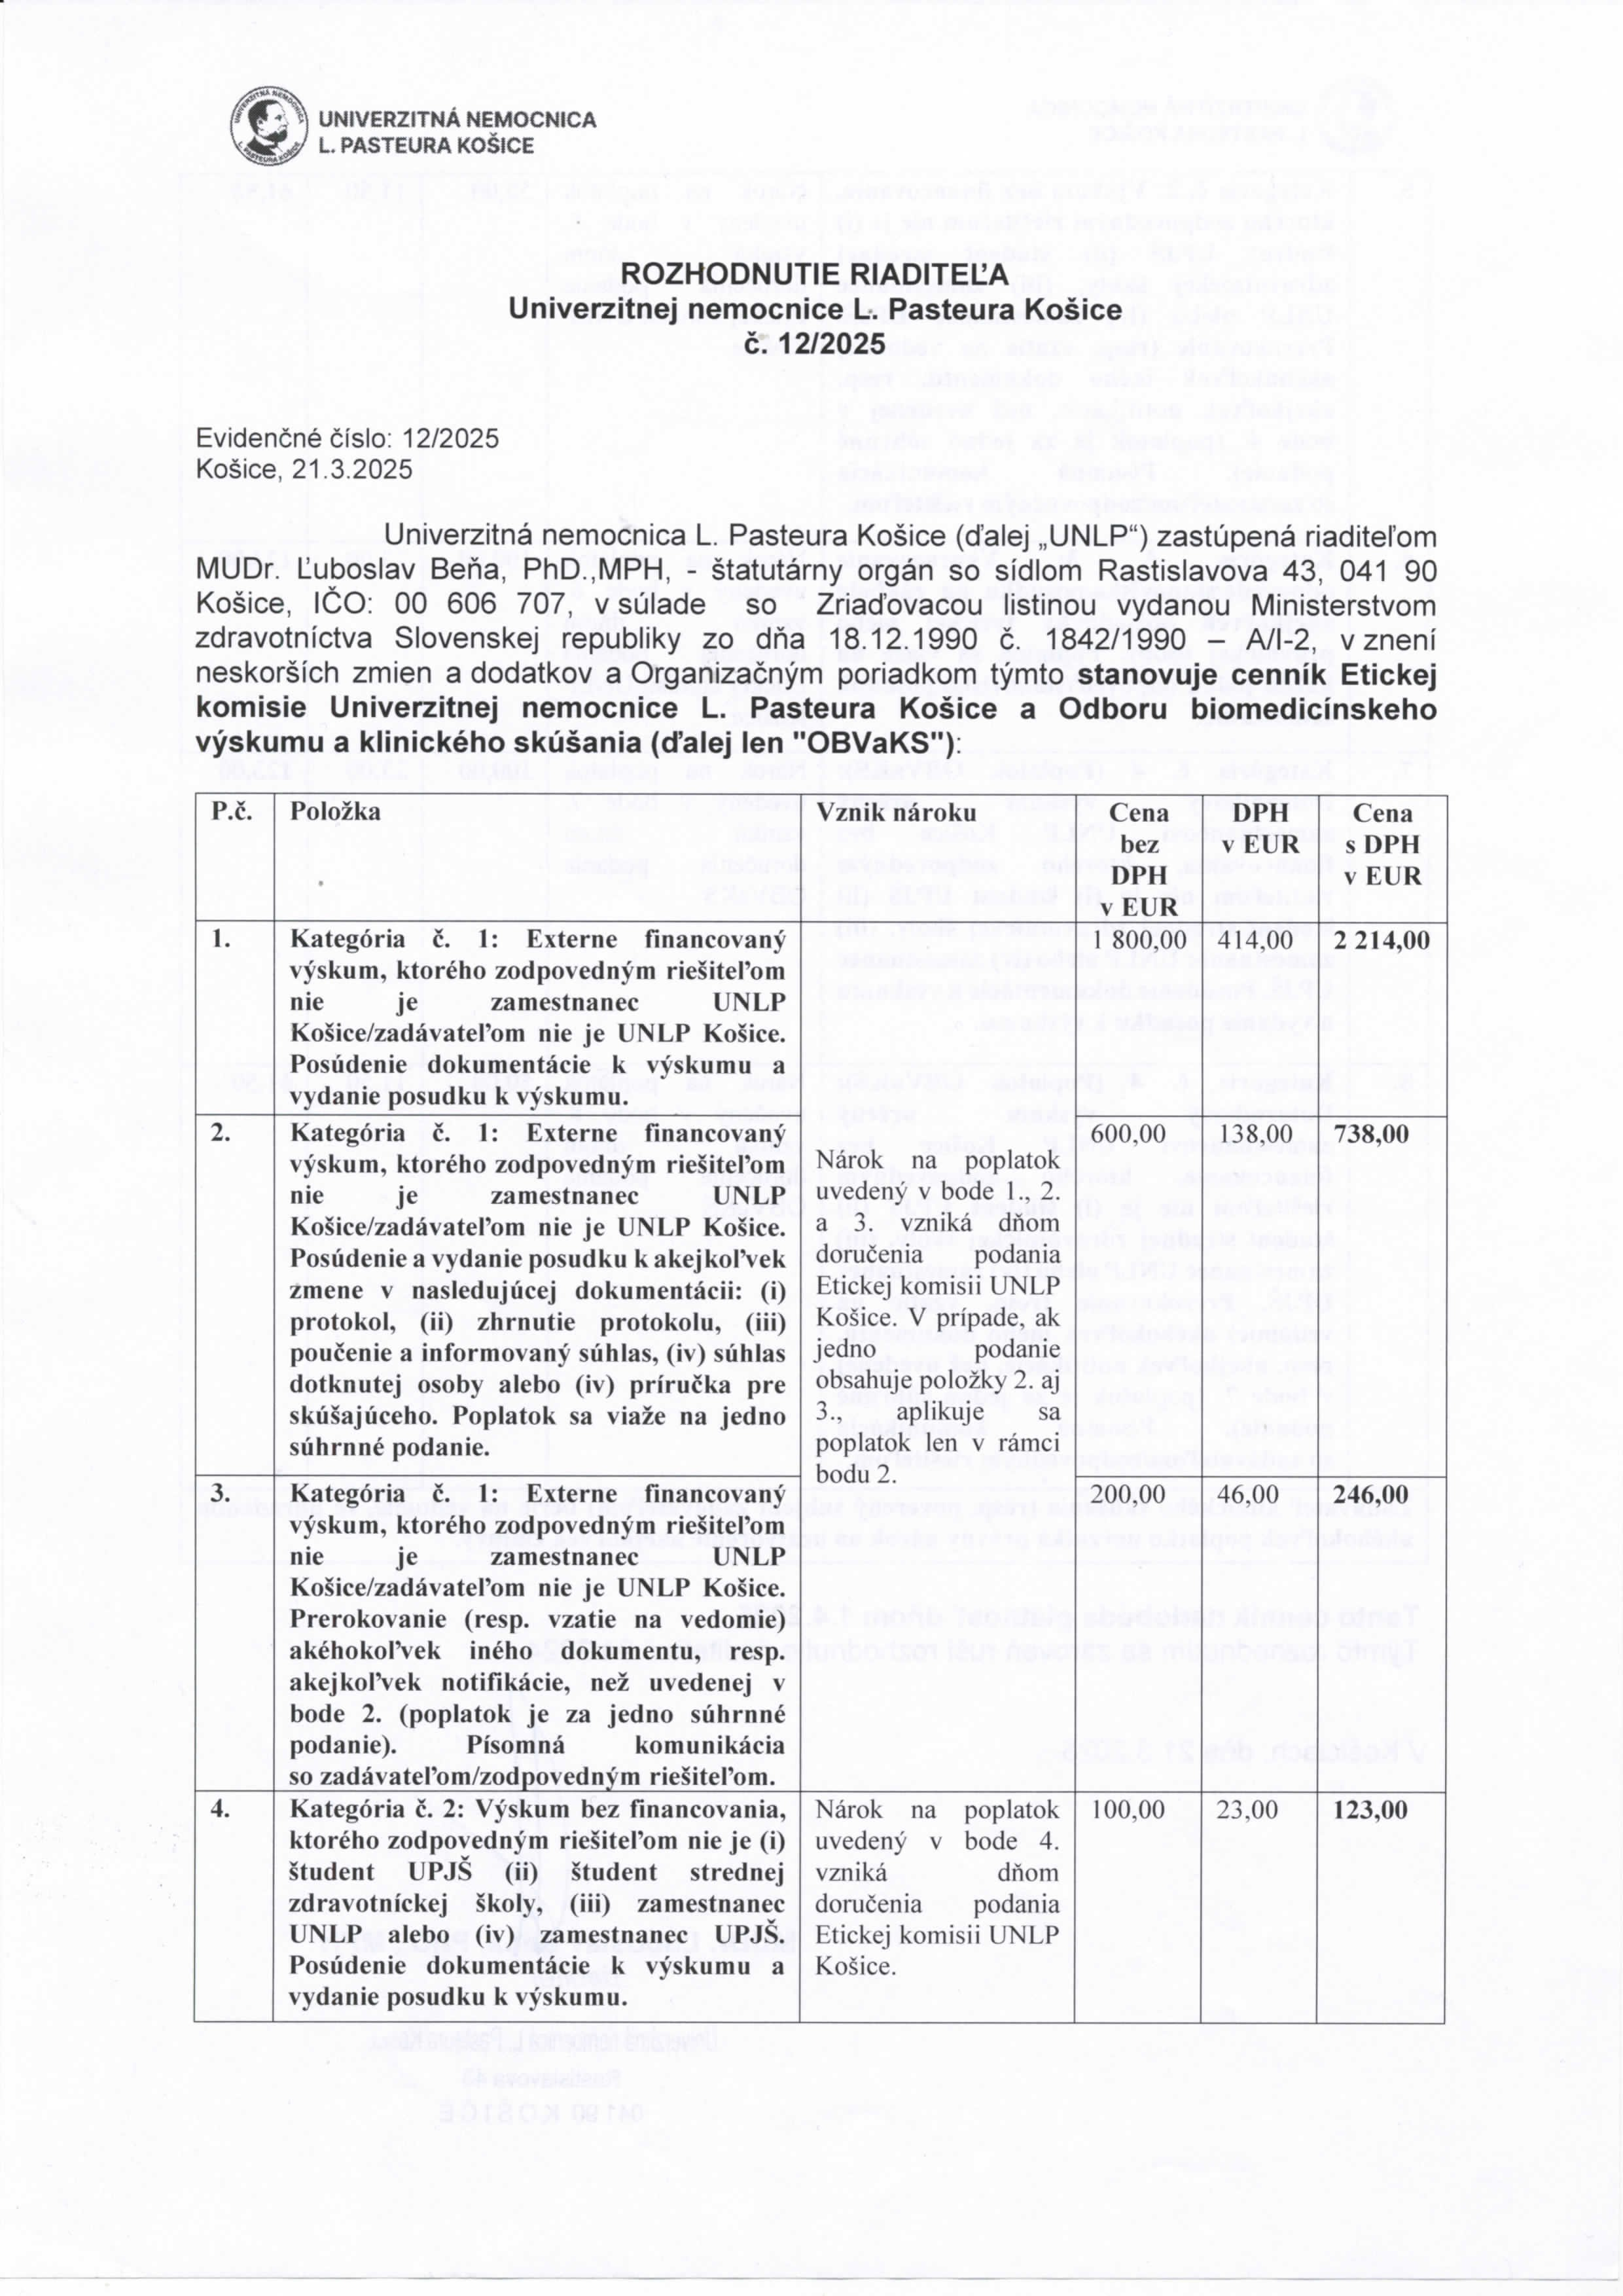 UNIVERZITNÁ NEMOCNICA
L. PASTEURA KOŠICE
ROZHODNUTIE RIADITEĽA
Univerzitnej nemocnice L. Pasteura Košice
č. 12/2025
Evidenčné číslo: 12/2025
Košice, 21.3.2025
Univerzitná nemocnica L. Pasteura Košice (ďalej „UNLP“) zastúpená riaditeľom
MUDr. Ľuboslav Beňa, PhD.,MPH, - štatutárny orgán so sídlom Rastislavova 43, 041 90
Košice, IČO: 00 606 707, v súlade so Zriaďovacou listinou vydanou Ministerstvom
zdravotníctva Slovenskej republiky zo dňa 18.12.1990 č. 1842/1990 – A/I-2, v znení
neskorších zmien a dodatkov a Organizačným poriadkom týmto stanovuje cenník Etickej
komisie Univerzitnej nemocnice L. Pasteura Košice a Odboru biomedicínskeho
výskumu a klinického skúšania (ďalej len "OBVaKS"):
P.č.
Položka
Vznik nároku
Cena
bez
DPH
v EUR
DPH
v EUR
Cena
s DPH
v EUR
1.
Kategória č. 1: Externe financovaný
výskum, ktorého zodpovedným riešiteľom
nie je zamestnanec UNLP
Košice/zadávateľom nie je UNLP Košice.
Posúdenie dokumentácie k výskumu a
vydanie posudku k výskumu.
1 800,00
414,00
2 214,00
2.
Kategória č. 1: Externe financovaný
výskum, ktorého zodpovedným riešiteľom
nie je zamestnanec UNLP
Košice/zadávateľom nie je UNLP Košice.
Posúdenie a vydanie posudku k akejkoľvek
zmene v nasledujúcej dokumentácii: (i)
protokol, (ii) zhrnutie protokolu, (iii)
poučenie a informovaný súhlas, (iv) súhlas
dotknutej osoby alebo (iv) príručka pre
skúšajúceho. Poplatok sa viaže na jedno
súhrnné podanie.
Nárok na poplatok
uvedený v bode 1., 2.
a 3. vzniká dňom
doručenia podania
Etickej komisii UNLP
Košice. V prípade, ak
jedno podanie
obsahuje položky 2. aj
3., aplikuje sa
poplatok len v rámci
bodu 2.
600,00
138,00
738,00
3.
Kategória č. 1: Externe financovaný
výskum, ktorého zodpovedným riešiteľom
nie je zamestnanec UNLP
Košice/zadávateľom nie je UNLP Košice.
Prerokovanie (resp. vzatie na vedomie)
akéhokoľvek iného dokumentu, resp.
akejkoľvek notifikácie, než uvedenej v
bode 2. (poplatok je za jedno súhrnné
podanie). Písomná komunikácia
so zadávateľom/zodpovedným riešiteľom.
200,00
46,00
246,00
4.
Kategória č. 2: Výskum bez financovania,
ktorého zodpovedným riešiteľom nie je (i)
študent UPJŠ (ii) študent strednej
zdravotníckej školy, (iii) zamestnanec
UNLP alebo (iv) zamestnanec UPJŠ.
Posúdenie dokumentácie k výskumu a
vydanie posudku k výskumu.
Nárok na poplatok
uvedený v bode 4.
vzniká dňom
doručenia podania
Etickej komisii UNLP
Košice.
100,00
23,00
123,00